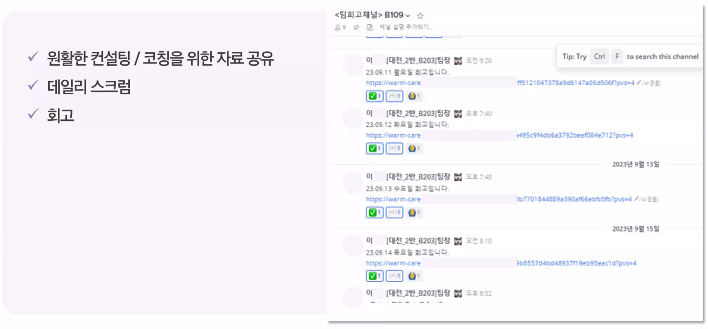 원활한 컨설팅 / 코칭을 위한 자료 공유
데일리 스크럼
회고
<팀회고채널> B109
9
채널 설명 추가하기..
Tip: Try Ctrl F to search this channel
이 [대전_2반_B203]팀장 오전 9:20
23.09.11 월요일 회고입니다.
https://warm-care ff5121047378a9d6147a05d506f?pvs=4
1 1 1
이 [대전_2반_B203]팀장 오후 7:40
23.09.12 화요일 회고입니다.
https://warm-care 495c9f4db6a3792beef084e712?pvs=4
1 1 1
2023년 9월 13일
이 [대전_2반_B203]팀장 오후 7:48
23.09.13 수요일 회고입니다.
https://warm-care b7701844889a390af66ebfc0fb?pvs=4
1 1 1
2023년 9월 15일
이 [대전_2반_B203]팀장 오전 8:10
23.09.14 목요일 회고입니다.
https://warm-care 9b8557d4bd48937f19eb95eac1d?pvs=4
1 1 1
이 [대전_2반_B203]팀장 오후 6:52